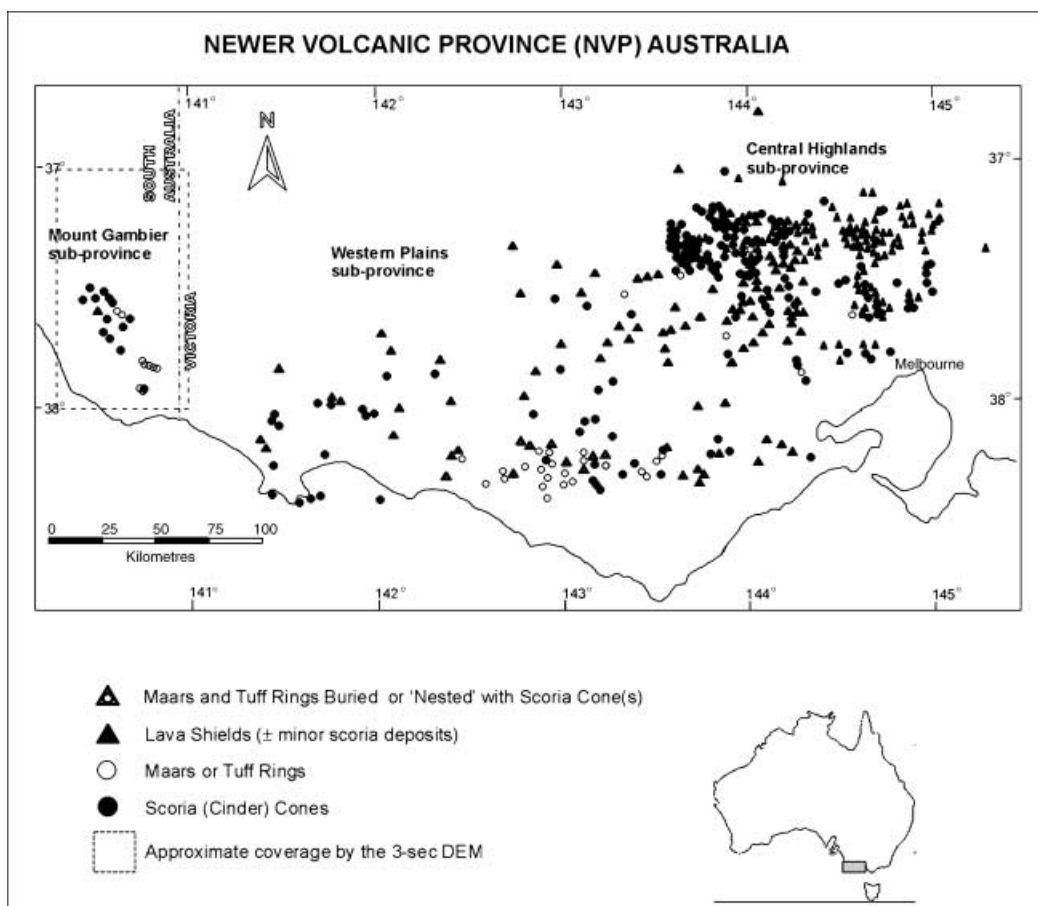 NEWER VOLCANIC PROVINCE (NVP) AUSTRALIA
141°
142°
143°
144°
145°
N
SOUTH
AUSTRALIA
VICTORIA
37°
37°
Central Highlands
sub-province
Mount Gambier
sub-province
Western Plains
sub-province
Melbourne
38°
38°
0 25 50 75 100
Kilometres
141°
142°
143°
144°
145°
Maars and Tuff Rings Buried or 'Nested' with Scoria Cone(s)
Lava Shields (± minor scoria deposits)
Maars or Tuff Rings
Scoria (Cinder) Cones
Approximate coverage by the 3-sec DEM